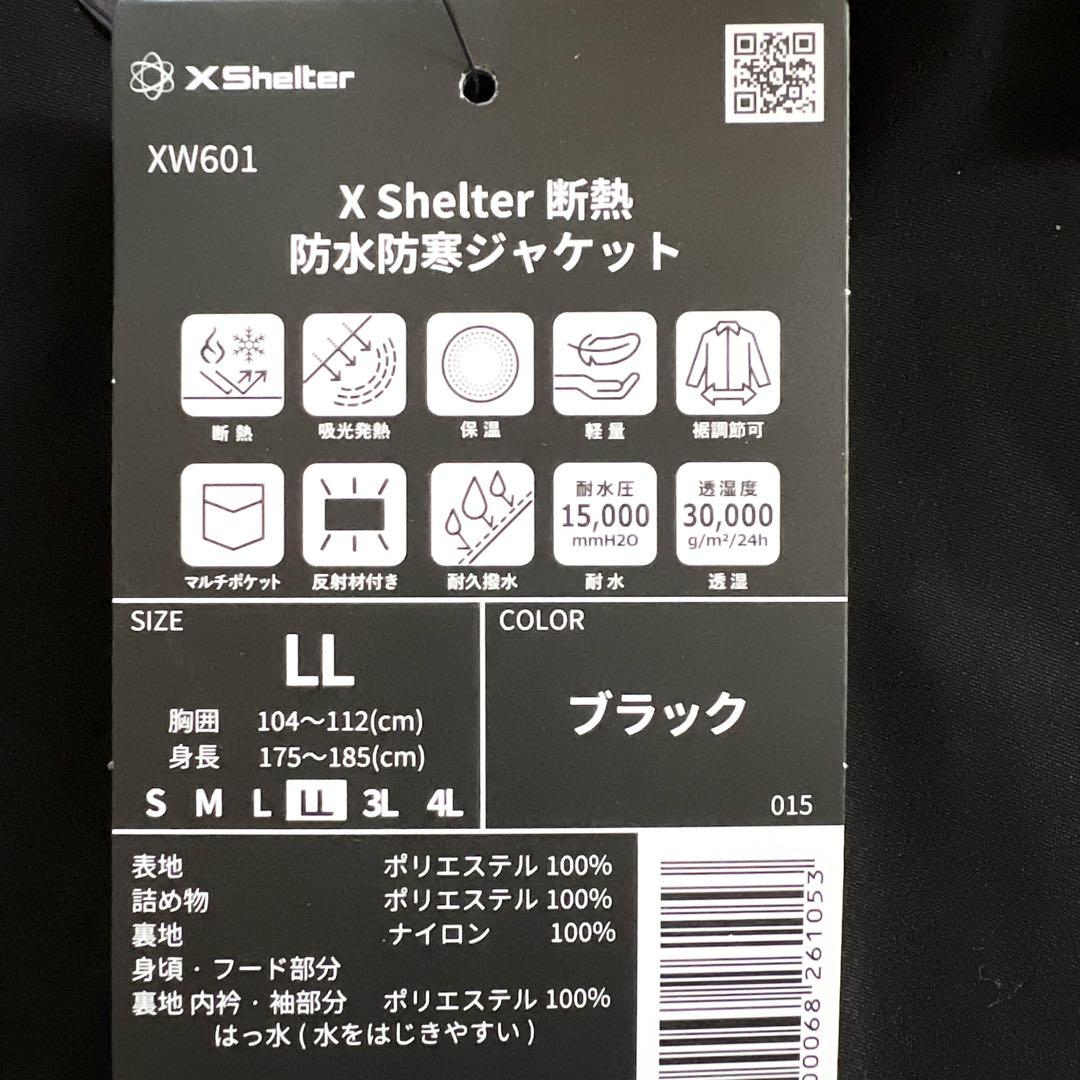 X Shelter
XW601
X Shelter 断熱
防水防寒ジャケット
断熱 吸光発熱 保温 軽量 裾調節可
耐水圧 透湿度
15,000 30,000
mmH2O g/m²/24h
マルチポケット 反射材付き 耐久撥水 耐水 透湿
SIZE COLOR
LL
ブラック
胸囲 104〜112(cm)
身長 175〜185(cm)
S M L LL 3L 4L
015
表地 ポリエステル 100%
詰め物 ポリエステル 100%
裏地 ナイロン 100%
身頃・フード部分
裏地 内衿・袖部分 ポリエステル 100%
はっ水 ( 水をはじきやすい )
00068 261053